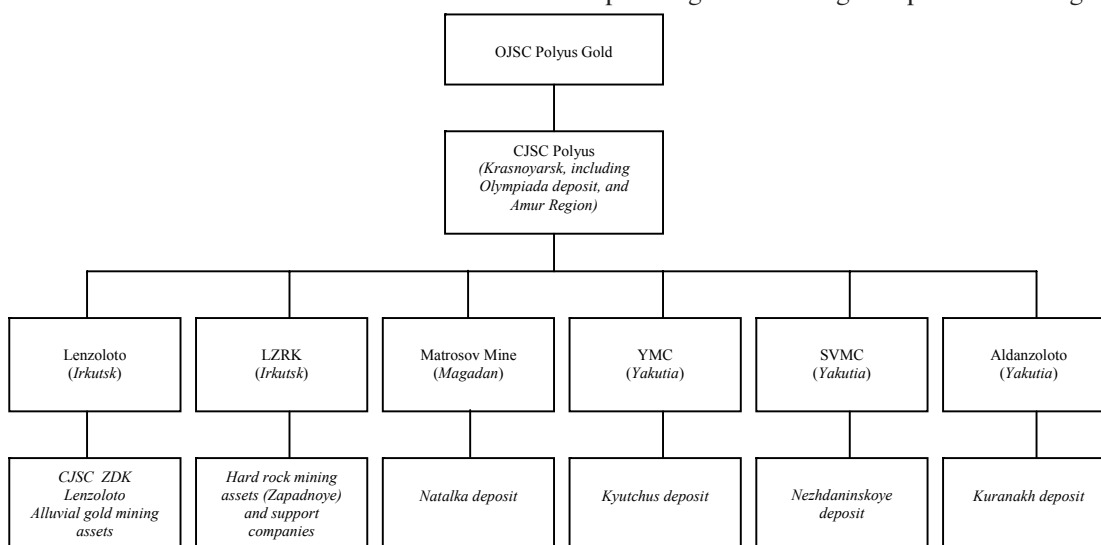 OJSC Polyus Gold
CJSC Polyus
(Krasnoyarsk, including
Olympiada deposit, and
Amur Region)
Lenzoloto
(Irkutsk)
LZRK
(Irkutsk)
Matrosov Mine
(Magadan)
YMC
(Yakutia)
SVMC
(Yakutia)
Aldanzoloto
(Yakutia)
CJSC ZDK
Lenzoloto
Alluvial gold mining
assets
Hard rock mining
assets (Zapadnoye)
and support
companies
Natalka deposit
Kyutchus deposit
Nezhdaninskoye
deposit
Kuranakh deposit